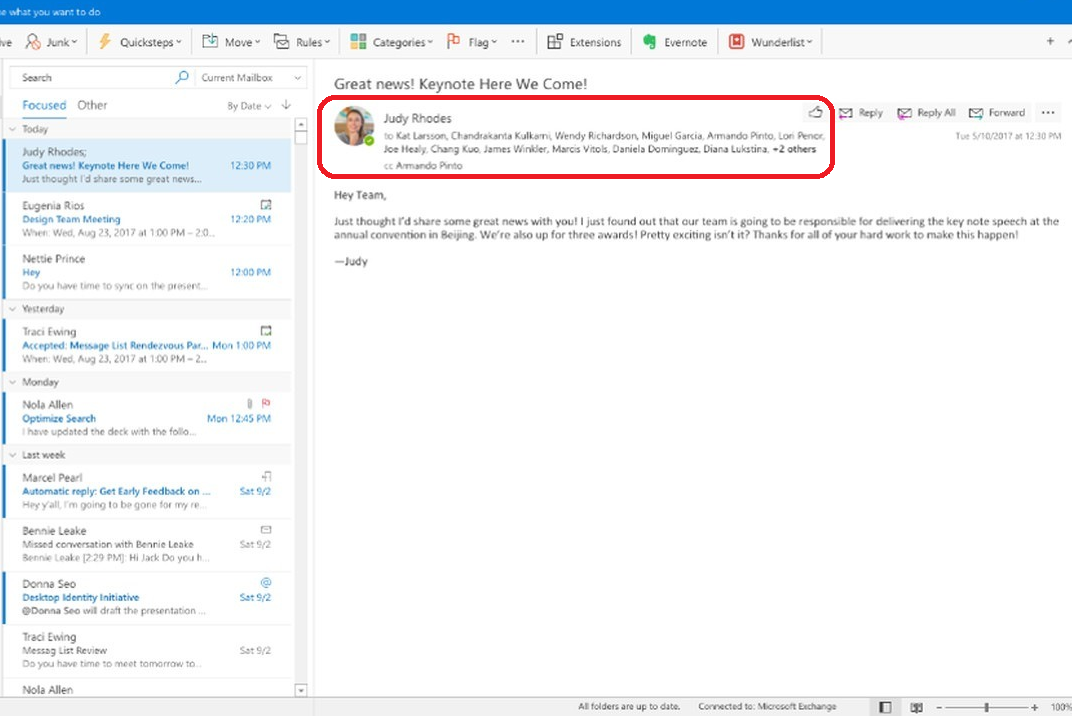 e what you want to do
ive Junk Quicksteps Move Rules Categories Flag ... Extensions Evernote Wunderlist +
Search Current Mailbox
Focused Other By Date
Today
Judy Rhodes;
Great news! Keynote Here We Come! 12:30 PM
Just thought I'd share some great news...
Eugenia Rios
Design Team Meeting 12:20 PM
When: Wed, Aug 23, 2017 at 1:00 PM – 2:0...
Nettie Prince
Hey 12:00 PM
Do you have time to sync on the present...
Yesterday
Traci Ewing
Accepted: Message List Rendezvous Par... Mon 1:00 PM
When: Wed, Aug 23, 2017 at 1:00 PM – 2...
Monday
Nola Allen
Optimize Search Mon 12:45 PM
I have updated the deck with the follo...
Last week
Marcel Pearl
Automatic reply: Get Early Feedback on ... Sat 9/2
Hey y'all, I'm going to be gone for my re...
Bennie Leake
Missed conversation with Bennie Leake Sat 9/2
Bennie Leake [2:29 PM]: Hi Jack Do you h...
Donna Seo
Desktop Identity Initiative Sat 9/2
@Donna Seo will draft the presentation ...
Traci Ewing
Messag List Review Sat 9/2
Do you have time to meet tomorrow to...
Nola Allen
Great news! Keynote Here We Come!
Judy Rhodes
Reply Reply All Forward ...
to Kat Larsson, Chandrakanta Kulkarni, Wendy Richardson, Miguel Garcia, Armando Pinto, Lori Penor,
Tue 5/10/2017 at 12:30 PM
Joe Healy, Chang Kuo, James Winkler, Marcis Vitols, Daniela Dominguez, Diana Lukstina, +2 others
cc Armando Pinto
Hey Team,
Just thought I'd share some great news with you! I just found out that our team is going to be responsible for delivering the key note speech at the
annual convention in Beijing. We're also up for three awards! Pretty exciting isn't it? Thanks for all of your hard work to make this happen!
—Judy
All folders are up to date. Connected to: Microsoft Exchange - + 100%